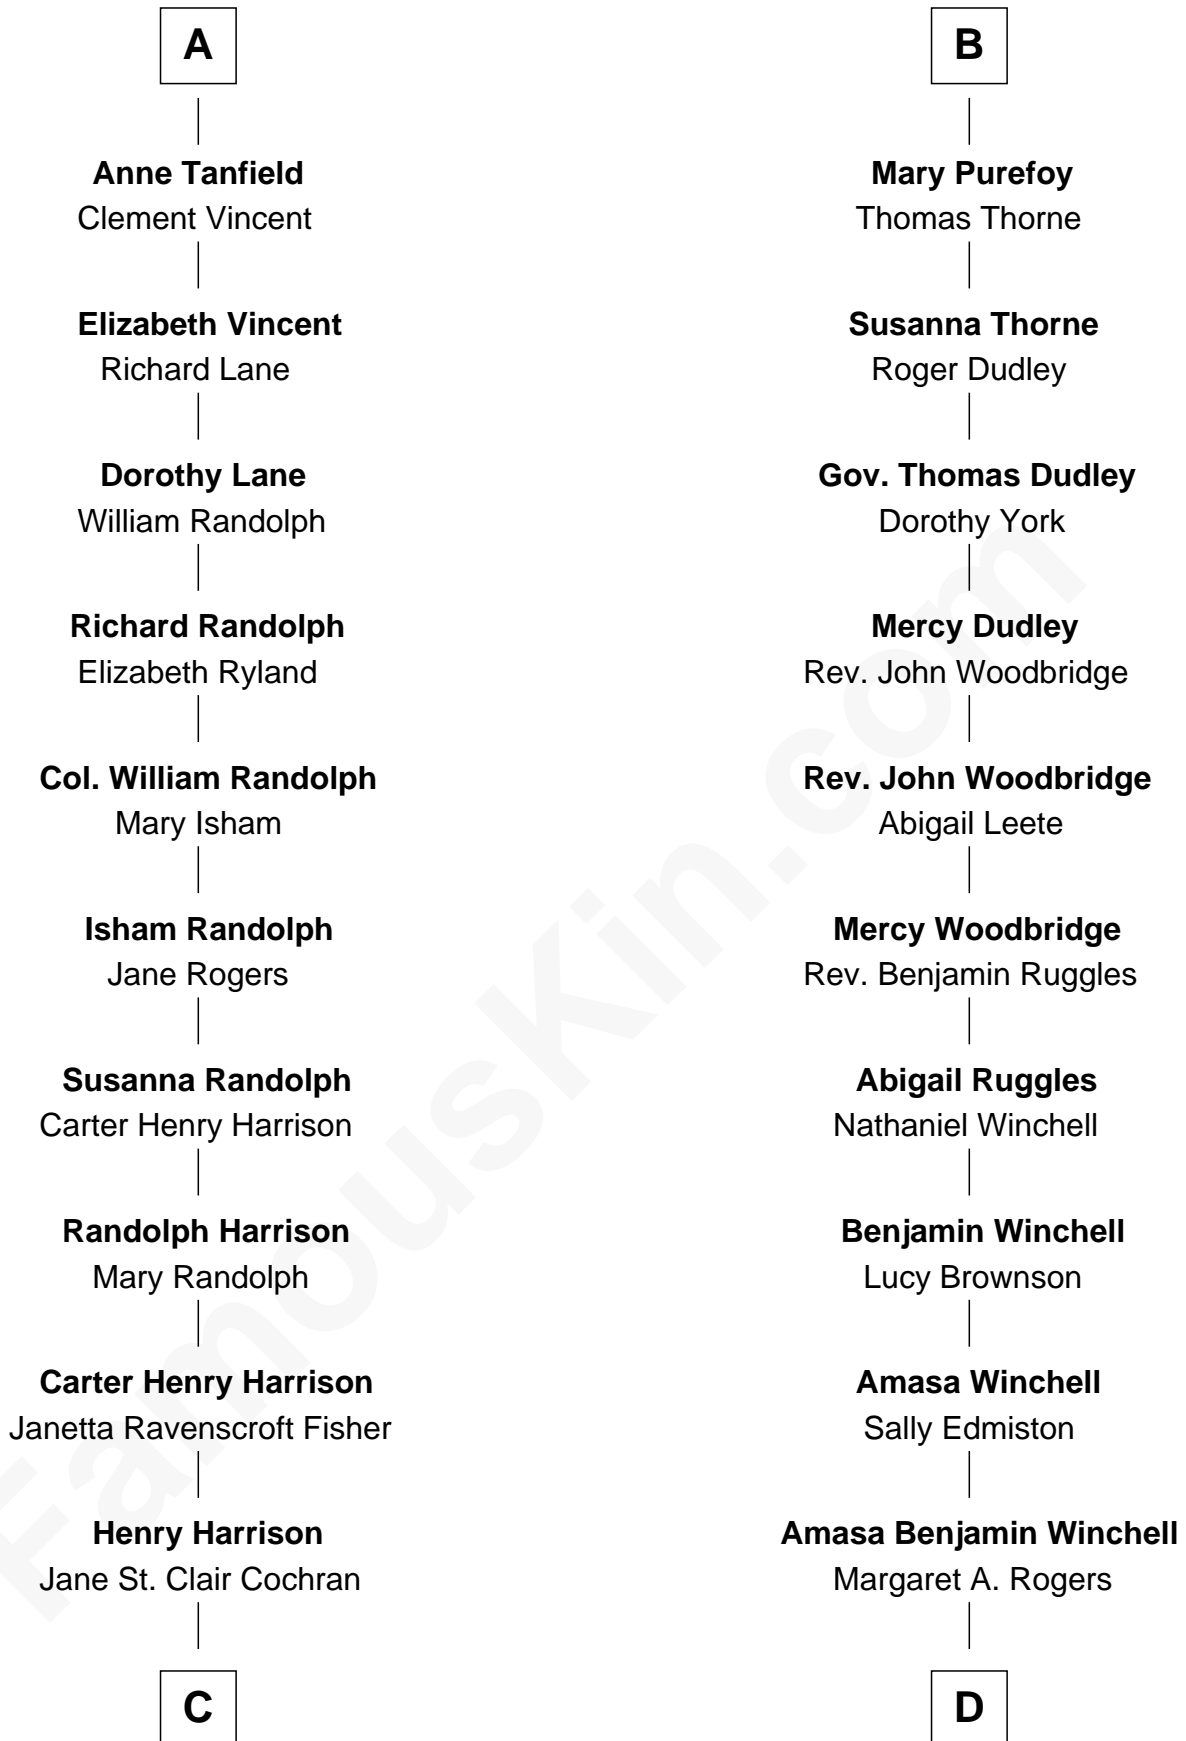 A
Anne Tanfield
Clement Vincent
Elizabeth Vincent
Richard Lane
Dorothy Lane
William Randolph
Richard Randolph
Elizabeth Ryland
Col. William Randolph
Mary Isham
Isham Randolph
Jane Rogers
Susanna Randolph
Carter Henry Harrison
Randolph Harrison
Mary Randolph
Carter Henry Harrison
Janetta Ravenscroft Fisher
Henry Harrison
Jane St. Clair Cochran
C
B
Mary Purefoy
Thomas Thorne
Susanna Thorne
Roger Dudley
Gov. Thomas Dudley
Dorothy York
Mercy Dudley
Rev. John Woodbridge
Rev. John Woodbridge
Abigail Leete
Mercy Woodbridge
Rev. Benjamin Ruggles
Abigail Ruggles
Nathaniel Winchell
Benjamin Winchell
Lucy Brownson
Amasa Winchell
Sally Edmiston
Amasa Benjamin Winchell
Margaret A. Rogers
D
FamousKin.com